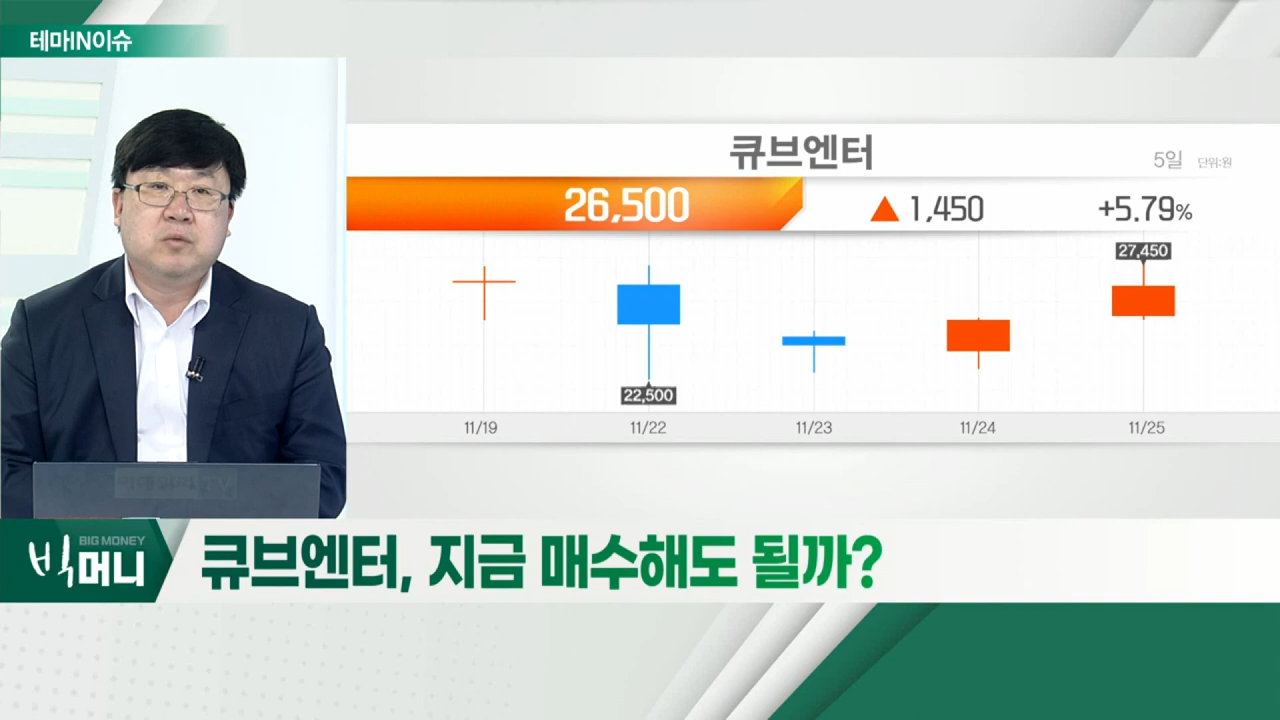 테마IN이슈
큐브엔터
5일 단위:원
26,500 ▲ 1,450 +5.79%
27,450
22,500
11/19 11/22 11/23 11/24 11/25
BIG MONEY
빅머니
큐브엔터, 지금 매수해도 될까?